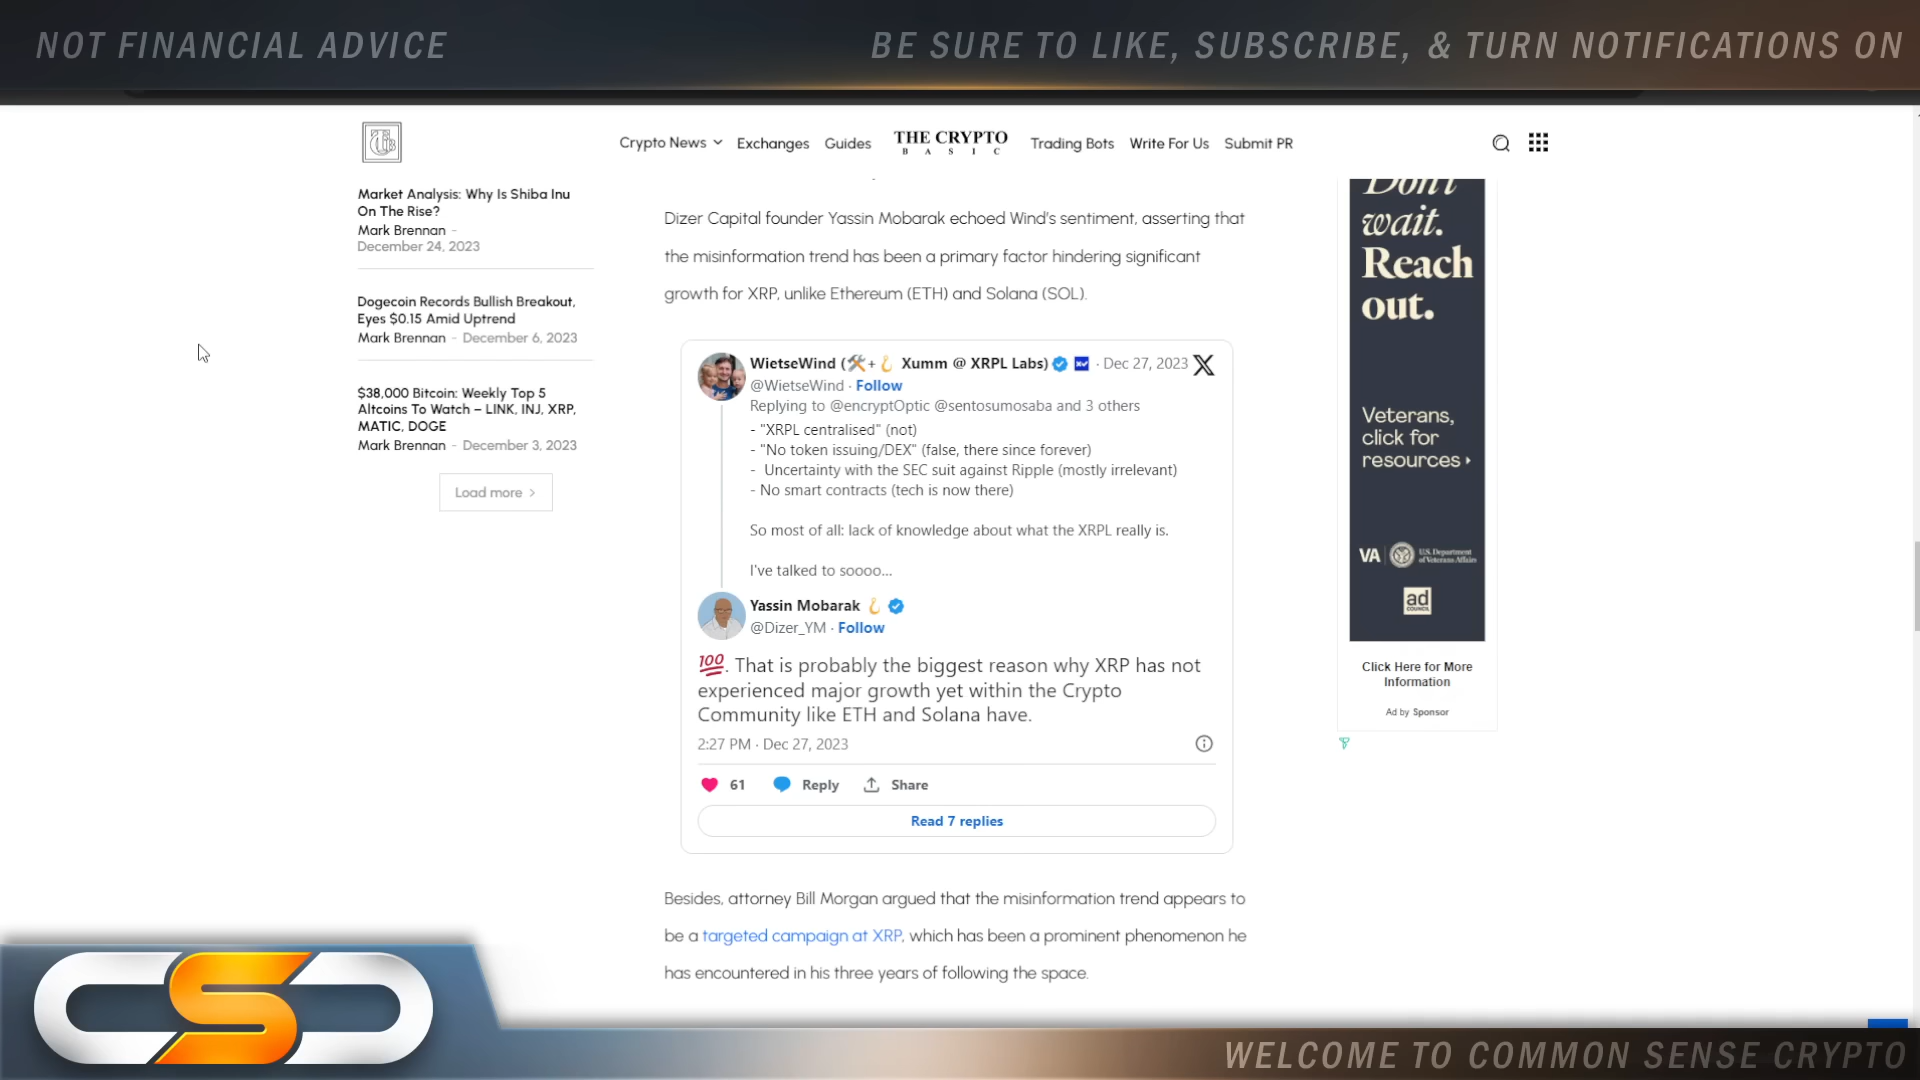 NOT FINANCIAL ADVICE
BE SURE TO LIKE, SUBSCRIBE, & TURN NOTIFICATIONS ON
Crypto News
Exchanges
Guides
THE CRYPTO
BASIC
Trading Bots
Write For Us
Submit PR
Market Analysis: Why Is Shiba Inu
On The Rise?
Mark Brennan -
December 24, 2023
Dogecoin Records Bullish Breakout,
Eyes $0.15 Amid Uptrend
Mark Brennan - December 6, 2023
$38,000 Bitcoin: Weekly Top 5
Altcoins To Watch – LINK, INJ, XRP,
MATIC, DOGE
Mark Brennan - December 3, 2023
Load more >
Dizer Capital founder Yassin Mobarak echoed Wind's sentiment, asserting that
the misinformation trend has been a primary factor hindering significant
growth for XRP, unlike Ethereum (ETH) and Solana (SOL).
WietseWind (🛠+🪝 Xumm @ XRPL Labs) · Dec 27, 2023
@WietseWind · Follow
Replying to @encryptOptic @sentosumosaba and 3 others
- "XRPL centralised" (not)
- "No token issuing/DEX" (false, there since forever)
- Uncertainty with the SEC suit against Ripple (mostly irrelevant)
- No smart contracts (tech is now there)
So most of all: lack of knowledge about what the XRPL really is.
I've talked to soooo...
Yassin Mobarak 🪝
@Dizer_YM · Follow
💯. That is probably the biggest reason why XRP has not
experienced major growth yet within the Crypto
Community like ETH and Solana have.
2:27 PM · Dec 27, 2023
61 Reply Share
Read 7 replies
Besides, attorney Bill Morgan argued that the misinformation trend appears to
be a targeted campaign at XRP, which has been a prominent phenomenon he
has encountered in his three years of following the space.
Don't
wait.
Reach
out.
Veterans,
click for
resources
VA
U.S. Department
of Veterans Affairs
ad
COUNCIL
Click Here for More
Information
Ad by Sponsor
CSC
WELCOME TO COMMON SENSE CRYPTO